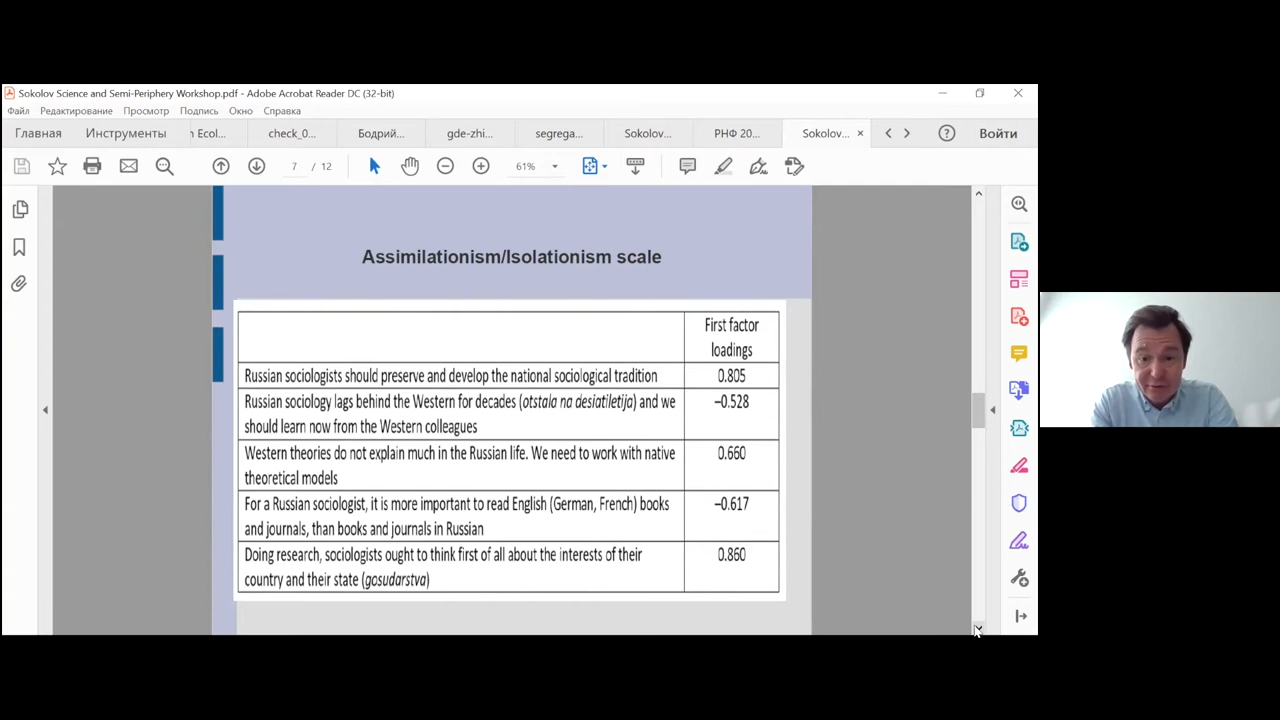 Sokolov Science and Semi-Periphery Workshop.pdf - Adobe Acrobat Reader DC (32-bit)
Файл Редактирование Просмотр Подпись Окно Справка
Главная Инструменты n Ecol... check_0... Бодрий... gde-zhi... segrega... Sokolov... РНФ 20... Sokolov... × Войти
7 / 12 61%
Assimilationism/Isolationism scale
First factor
loadings
Russian sociologists should preserve and develop the national sociological tradition 0.805
Russian sociology lags behind the Western for decades (otstala na desiatiletija) and we –0.528
should learn now from the Western colleagues
Western theories do not explain much in the Russian life. We need to work with native 0.660
theoretical models
For a Russian sociologist, it is more important to read English (German, French) books –0.617
and journals, than books and journals in Russian
Doing research, sociologists ought to think first of all about the interests of their 0.860
country and their state (gosudarstva)